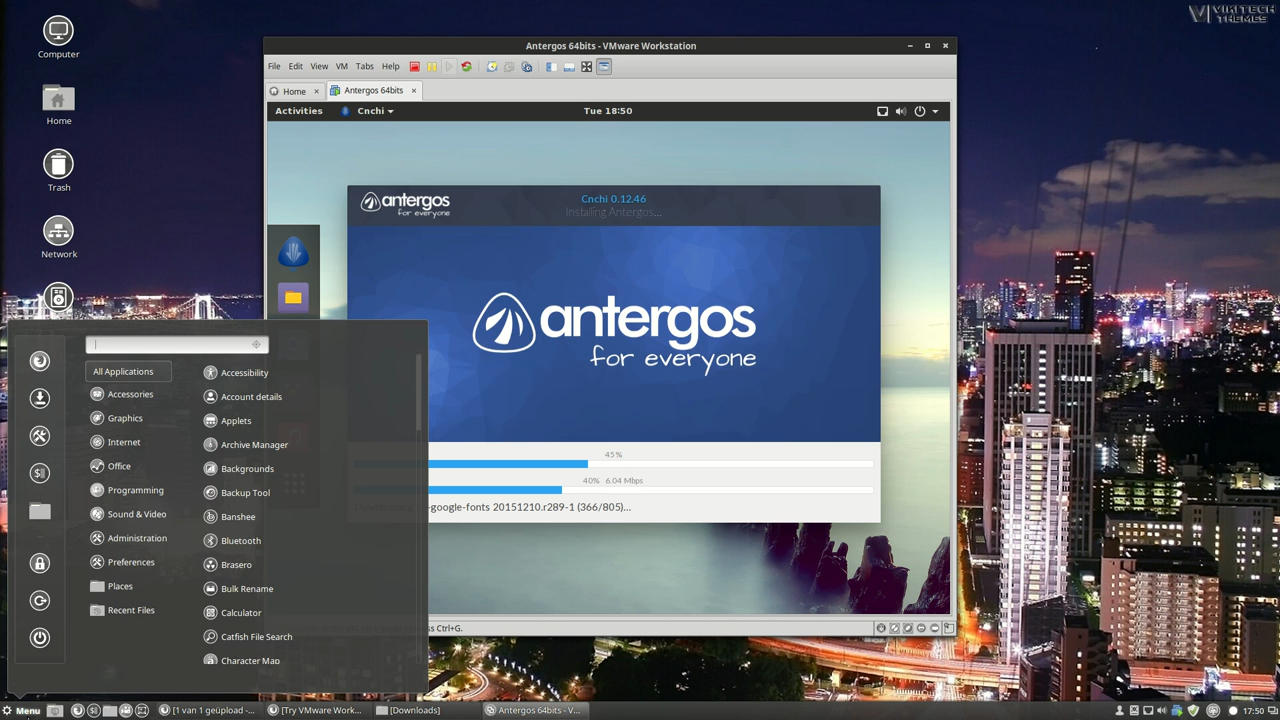 VIKITECH
THEMES
Computer
Home
Trash
Network
Antergos 64bits - VMware Workstation
File Edit View VM Tabs Help
Home
Antergos 64bits
Activities Cnchi Tue 18:50
antergos
for everyone
Cnchi 0.12.46
Installing Antergos...
antergos
for everyone
45%
40% 6.04 Mbps
-google-fonts 20151210.r289-1 (366/805)...
ss Ctrl+G.
All Applications
Accessories
Graphics
Internet
Office
Programming
Sound & Video
Administration
Preferences
Places
Recent Files
Accessibility
Account details
Applets
Archive Manager
Backgrounds
Backup Tool
Banshee
Bluetooth
Brasero
Bulk Rename
Calculator
Catfish File Search
Character Map
Menu [1 van 1 geüpload -... [Try VMware Work... [Downloads] Antergos 64bits - V... 17:50